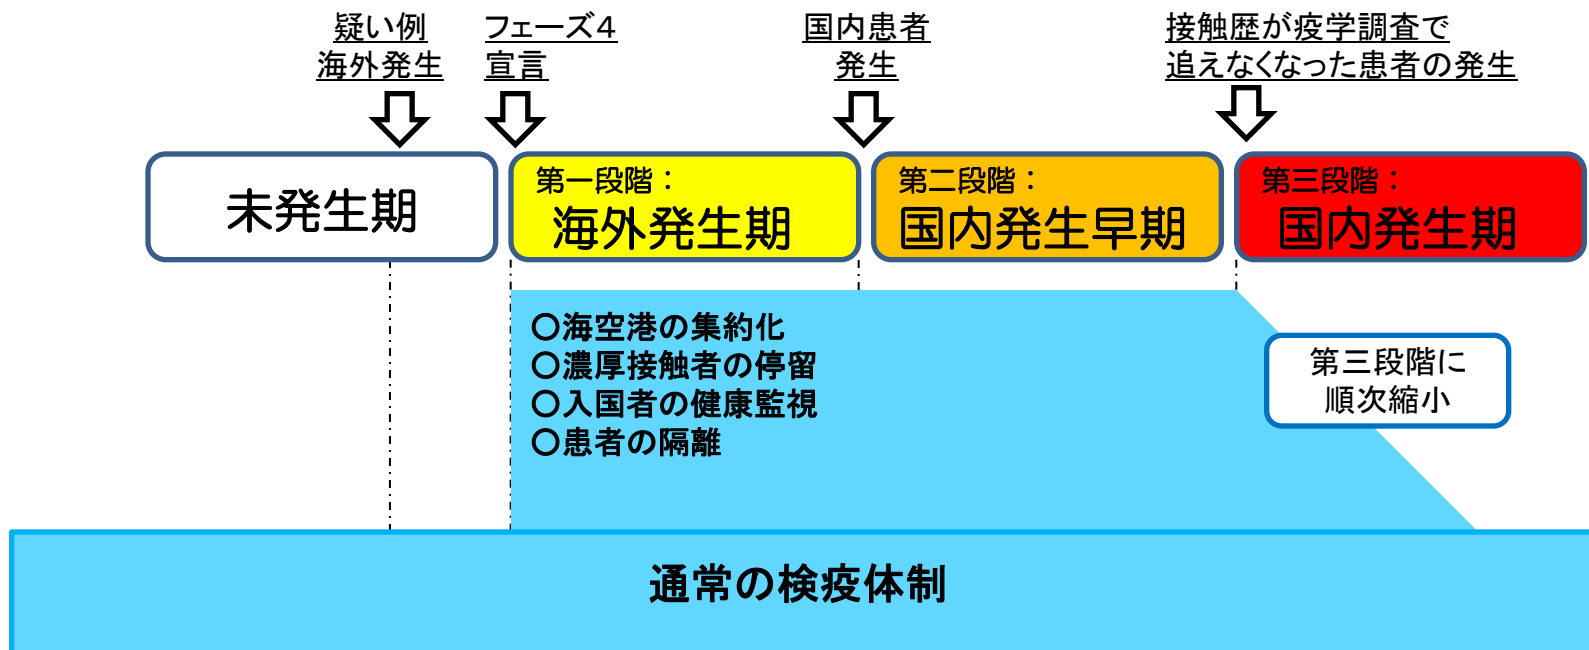 疑い例
海外発生
フェーズ4
宣言
国内患者
発生
接触歴が疫学調査で
追えなくなった患者の発生
未発生期
第一段階：
海外発生期
第二段階：
国内発生早期
第三段階：
国内発生期
○海空港の集約化
○濃厚接触者の停留
○入国者の健康監視
○患者の隔離
第三段階に
順次縮小
通常の検疫体制